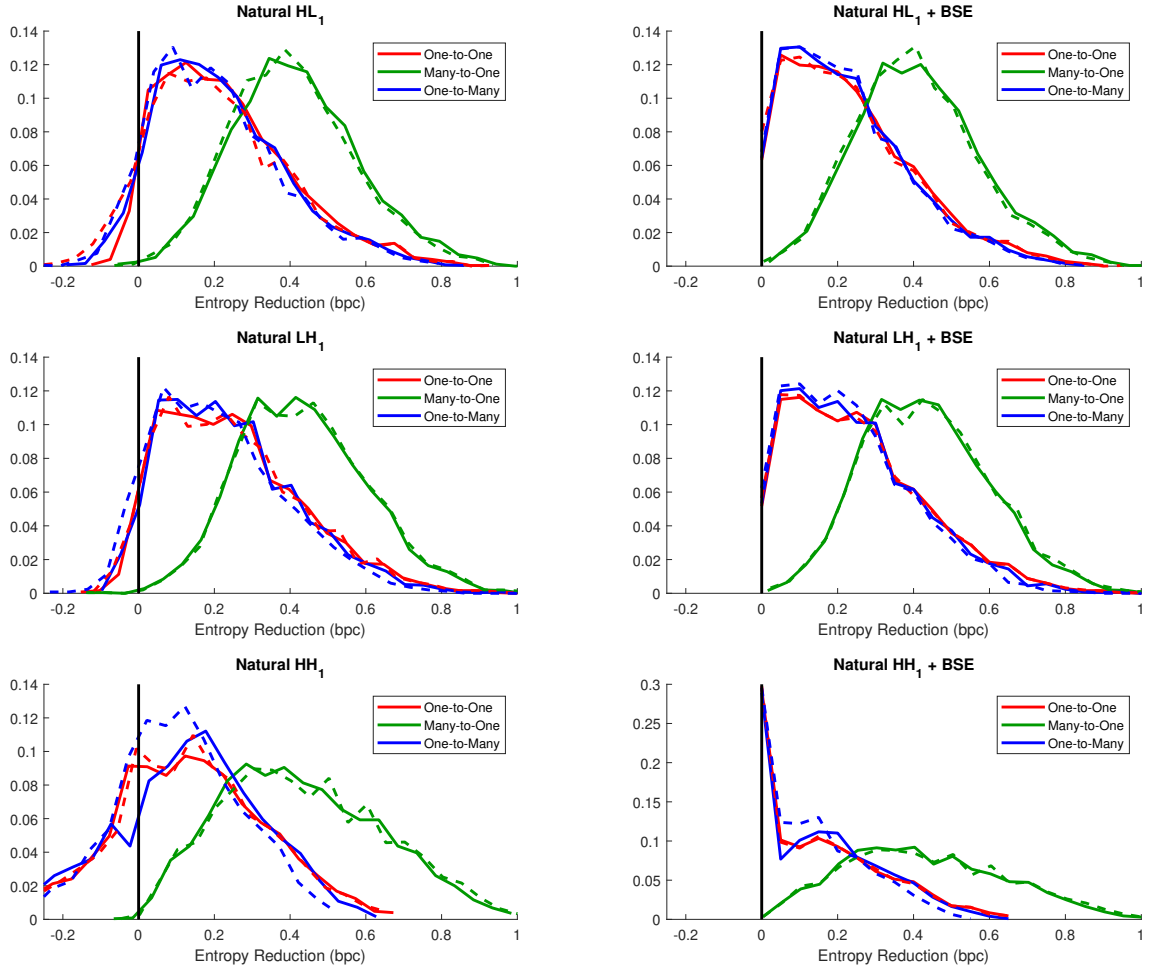 Natural HL1
0.14
0.12
0.1
0.08
0.06
0.04
0.02
0
-0.2 0 0.2 0.4 0.6 0.8 1
Entropy Reduction (bpc)
One-to-One
Many-to-One
One-to-Many
Natural HL1 + BSE
0.14
0.12
0.1
0.08
0.06
0.04
0.02
0
-0.2 0 0.2 0.4 0.6 0.8 1
Entropy Reduction (bpc)
One-to-One
Many-to-One
One-to-Many
Natural LH1
0.14
0.12
0.1
0.08
0.06
0.04
0.02
0
-0.2 0 0.2 0.4 0.6 0.8 1
Entropy Reduction (bpc)
One-to-One
Many-to-One
One-to-Many
Natural LH1 + BSE
0.14
0.12
0.1
0.08
0.06
0.04
0.02
0
-0.2 0 0.2 0.4 0.6 0.8 1
Entropy Reduction (bpc)
One-to-One
Many-to-One
One-to-Many
Natural HH1
0.14
0.12
0.1
0.08
0.06
0.04
0.02
0
-0.2 0 0.2 0.4 0.6 0.8 1
Entropy Reduction (bpc)
One-to-One
Many-to-One
One-to-Many
Natural HH1 + BSE
0.3
0.25
0.2
0.15
0.1
0.05
0
-0.2 0 0.2 0.4 0.6 0.8 1
Entropy Reduction (bpc)
One-to-One
Many-to-One
One-to-Many